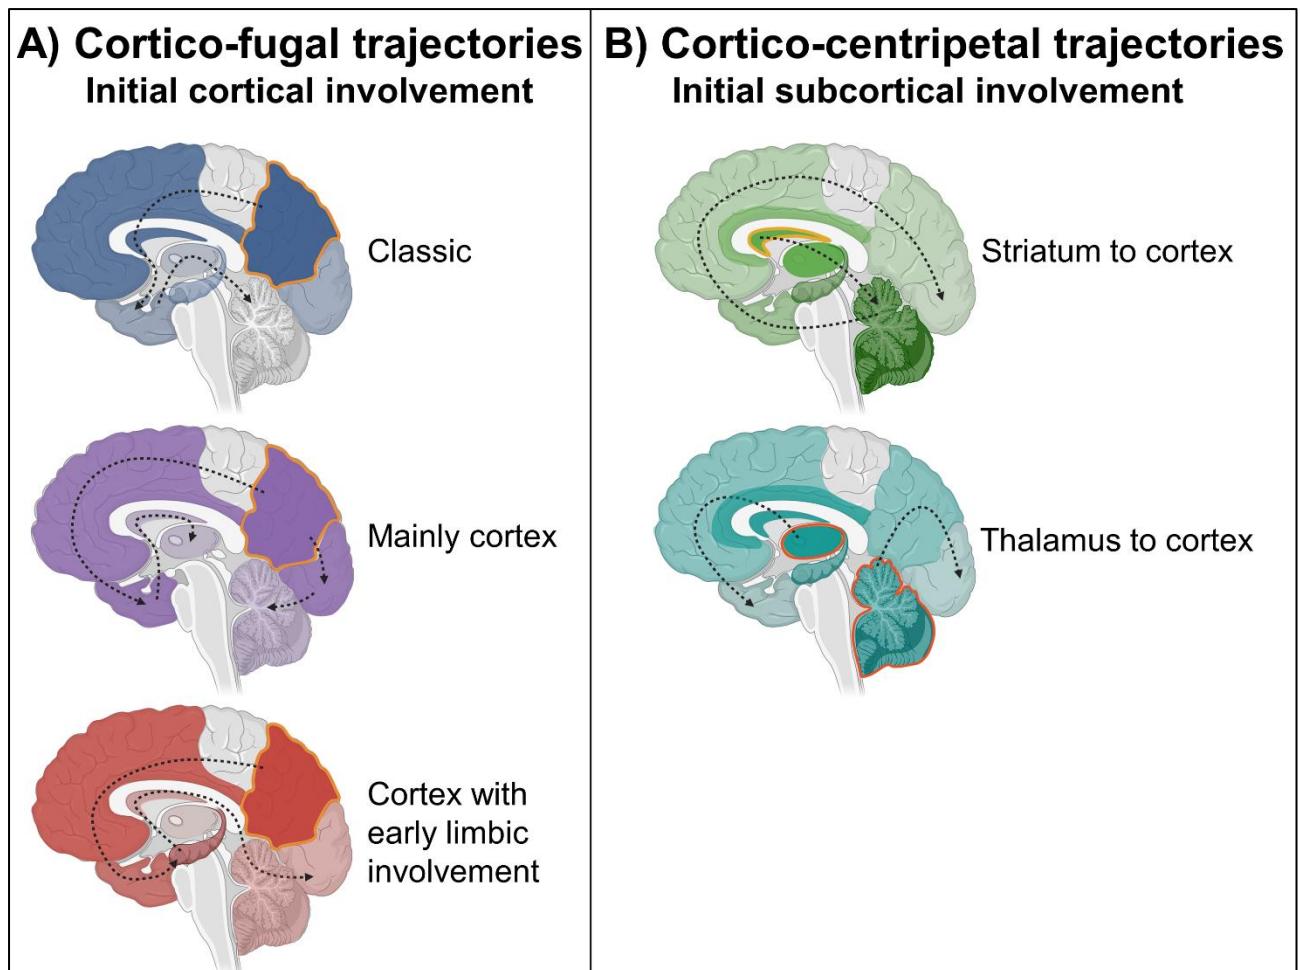 A) Cortico-fugal trajectories
Initial cortical involvement
Classic
Mainly cortex
Cortex with
early limbic
involvement
B) Cortico-centripetal trajectories
Initial subcortical involvement
Striatum to cortex
Thalamus to cortex